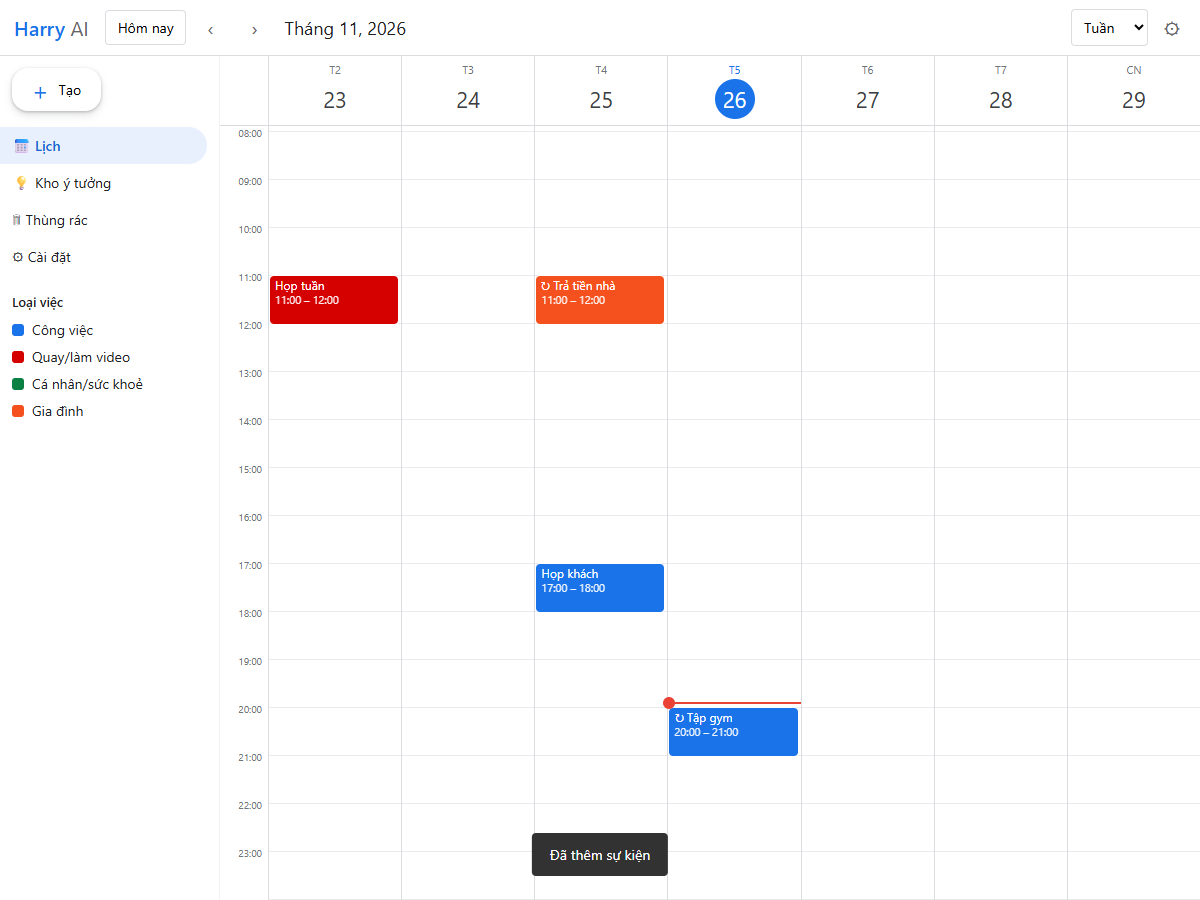 Harry AI
Hôm nay
‹ ›
Tháng 11, 2026
Tuần
+ Tạo
Lịch
Kho ý tưởng
Thùng rác
Cài đặt
Loại việc
Công việc
Quay/làm video
Cá nhân/sức khoẻ
Gia đình
T2 T3 T4 T5 T6 T7 CN
23 24 25 26 27 28 29
08:00
09:00
10:00
11:00
Họp tuần
11:00 – 12:00
↻ Trả tiền nhà
11:00 – 12:00
12:00
13:00
14:00
15:00
16:00
17:00
Họp khách
17:00 – 18:00
18:00
19:00
20:00
↻ Tập gym
20:00 – 21:00
21:00
22:00
23:00
Đã thêm sự kiện